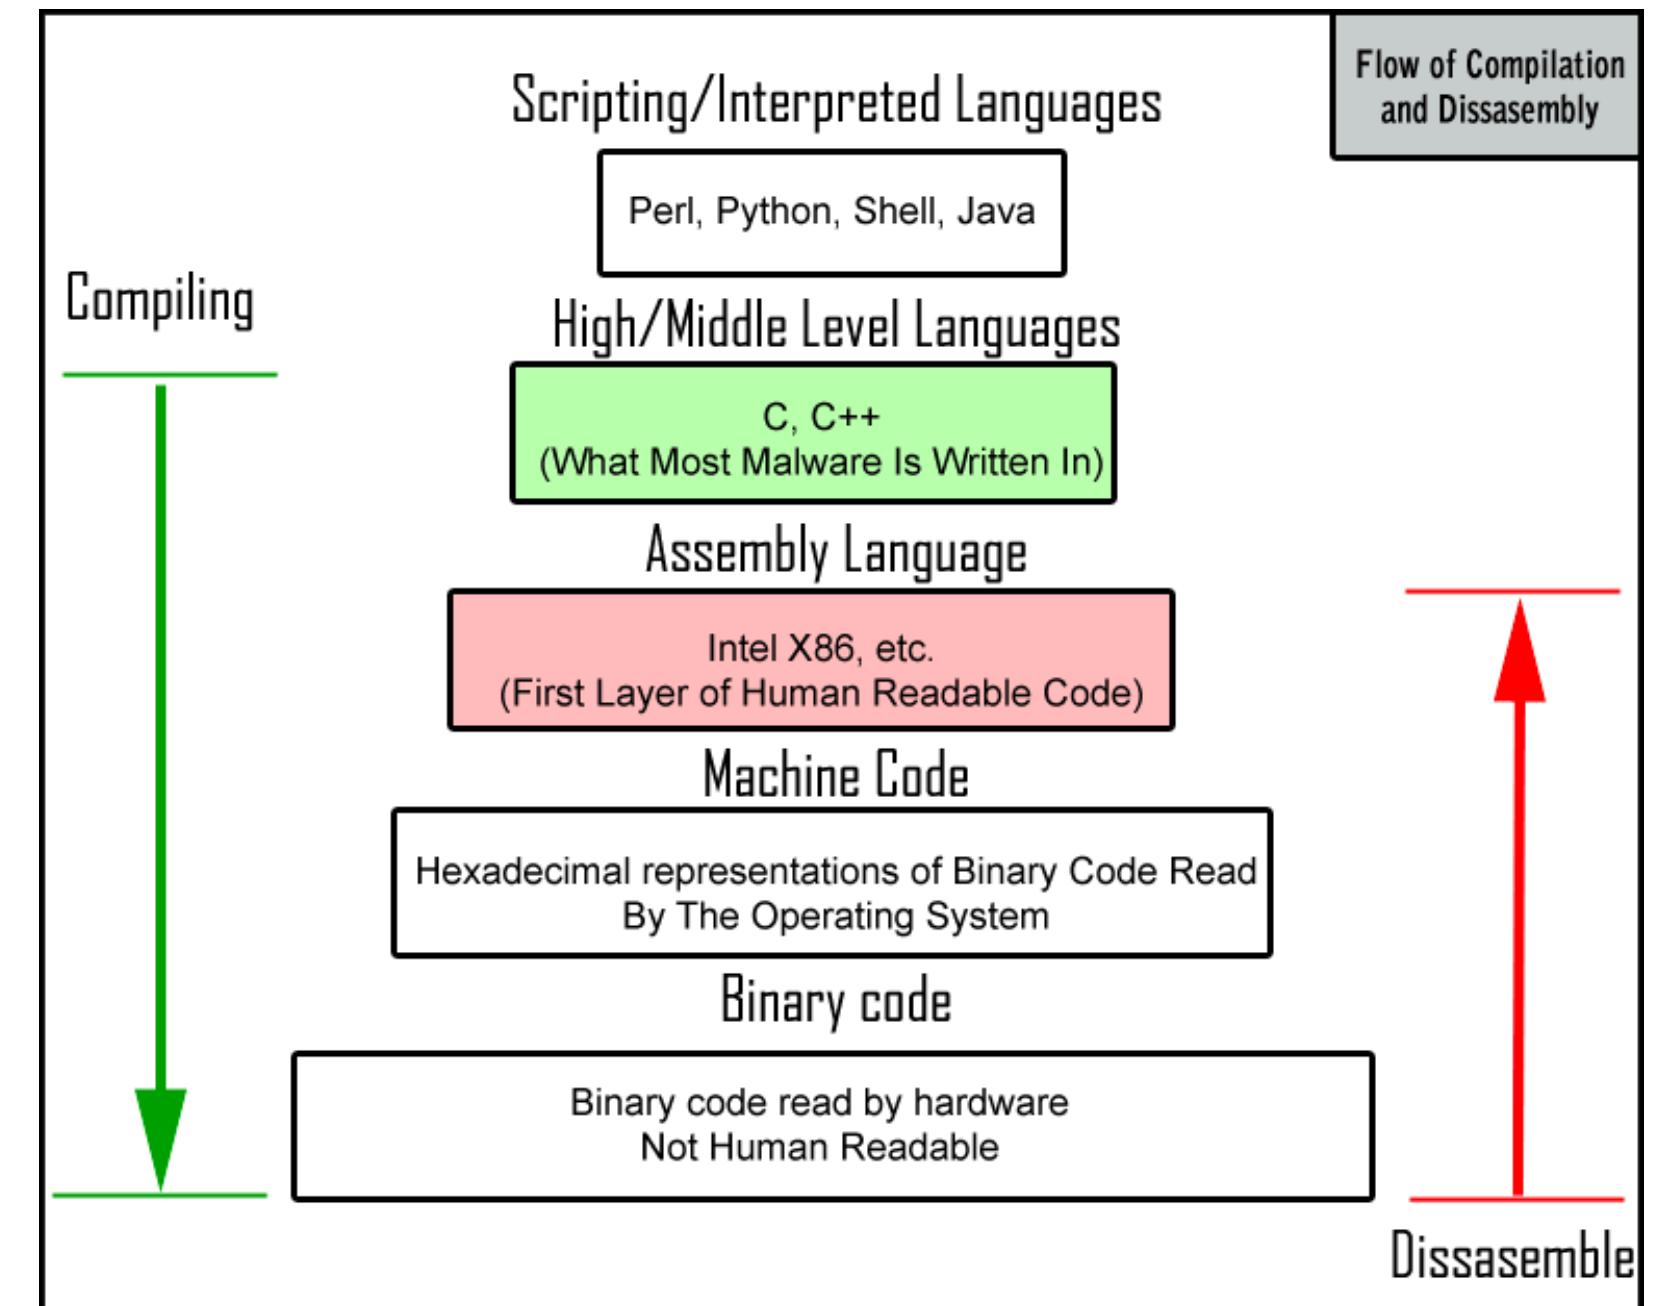 Flow of Compilation
and Dissasembly
Scripting/Interpreted Languages
Perl, Python, Shell, Java
Compiling
High/Middle Level Languages
C, C++
(What Most Malware Is Written In)
Assembly Language
Intel X86, etc.
(First Layer of Human Readable Code)
Machine Code
Hexadecimal representations of Binary Code Read
By The Operating System
Binary code
Binary code read by hardware
Not Human Readable
Dissasemble